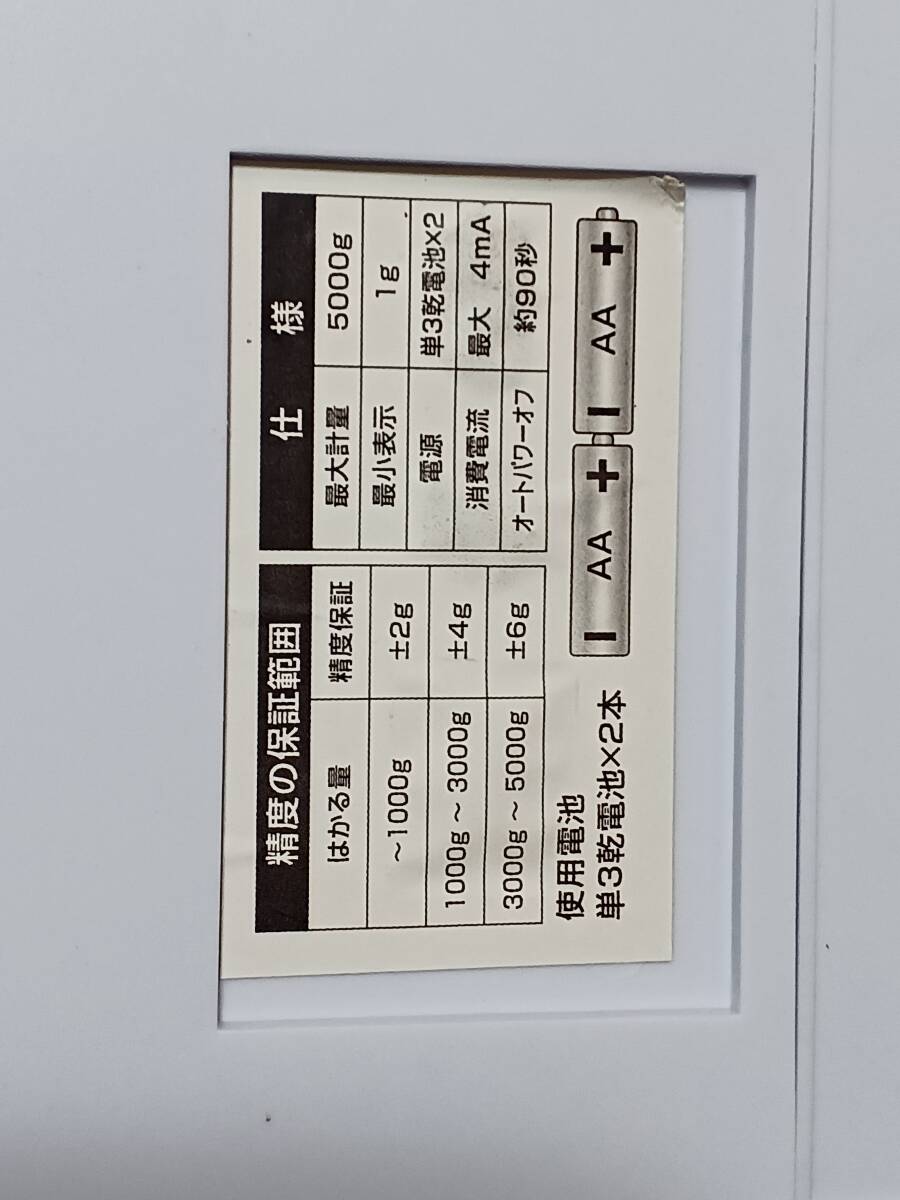 精度の保証範囲
はかる量 精度保証
～1000g ±2g
1000g～3000g ±4g
3000g～5000g ±6g
仕様
最大計量 5000g
最小表示 1g
電源 単3乾電池×2
消費電流 最大 4mA
オートパワーオフ 約90秒
使用電池
単3乾電池×2本
− AA + − AA +